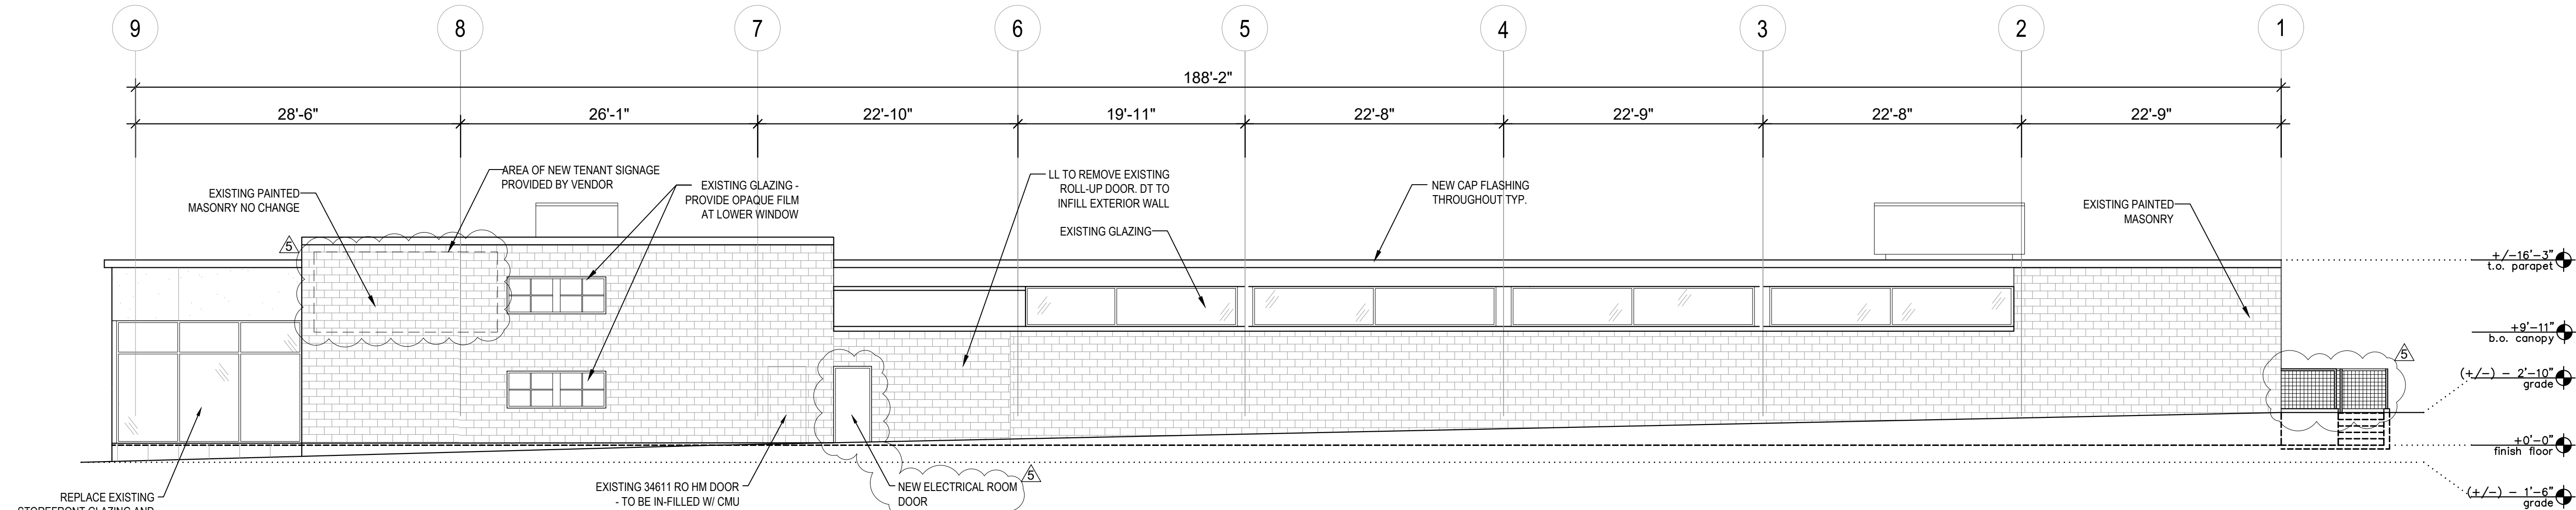 9 8 7 6 5 4 3 2 1
188'-2"
28'-6" 26'-1" 22'-10" 19'-11" 22'-8" 22'-9" 22'-8" 22'-9"
EXISTING PAINTED
MASONRY NO CHANGE
AREA OF NEW TENANT SIGNAGE
PROVIDED BY VENDOR
EXISTING GLAZING -
PROVIDE OPAQUE FILM
AT LOWER WINDOW
LL TO REMOVE EXISTING
ROLL-UP DOOR. DT TO
INFILL EXTERIOR WALL
EXISTING GLAZING
NEW CAP FLASHING
THROUGHOUT TYP.
EXISTING PAINTED
MASONRY
5
+/-16'-3"
t.o. parapet
+9'-11"
b.o. canopy
5
(+/-) - 2'-10"
grade
+0'-0"
finish floor
(+/-) - 1'-6"
grade
REPLACE EXISTING
STOREFRONT GLAZING AND
EXISTING 34611 RO HM DOOR
- TO BE IN-FILLED W/ CMU
NEW ELECTRICAL ROOM
DOOR
5